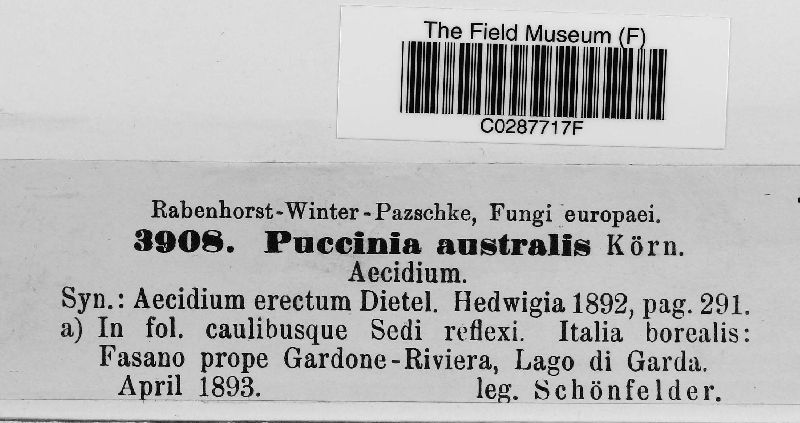 The Field Museum (F)
C0287717F
Rabenhorst-Winter-Pazschke, Fungi europaei.
3908. Puccinia australis Körn.
Aecidium.
Syn.: Aecidium erectum Dietel. Hedwigia 1892, pag. 291.
a) In fol. caulibusque Sedi reflexi. Italia borealis:
Fasano prope Gardone-Riviera, Lago di Garda.
April 1893. leg. Schönfelder.